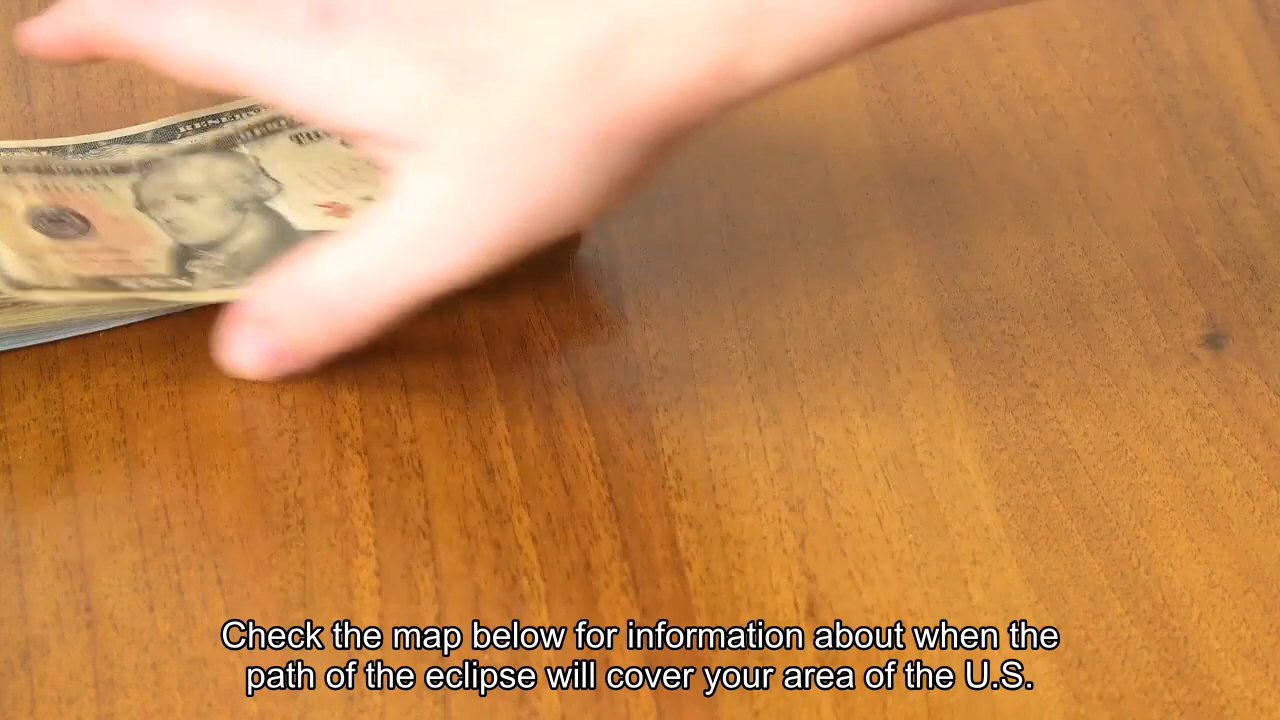 Check the map below for information about when the
path of the eclipse will cover your area of the U.S.